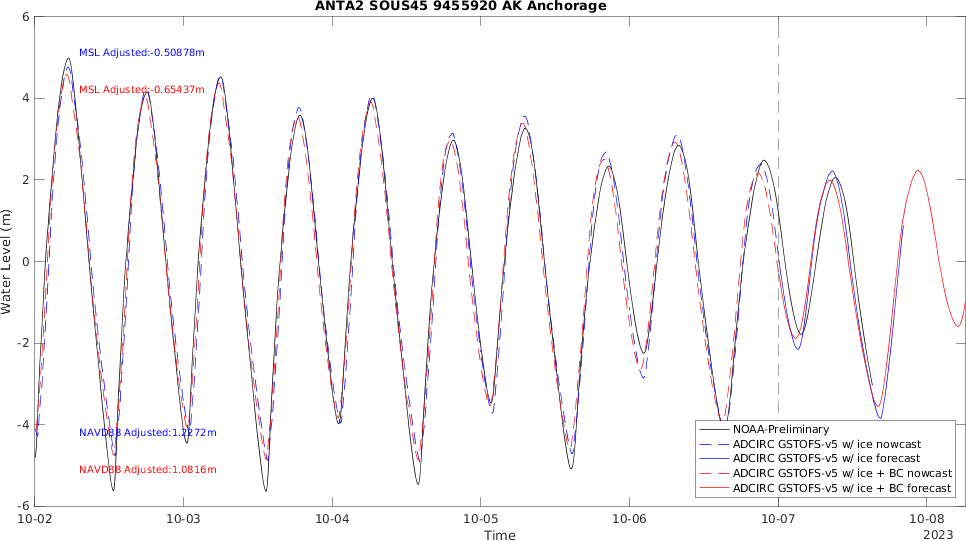 ANTA2 SOUS45 9455920 AK Anchorage
6
4
2
0
-2
-4
-6
Water Level (m)
MSL Adjusted:-0.50878m
MSL Adjusted:-0.65437m
NAVD88 Adjusted:1.2272m
NAVD88 Adjusted:1.0816m
NOAA-Preliminary
ADCIRC GSTOFS-v5 w/ ice nowcast
ADCIRC GSTOFS-v5 w/ ice forecast
ADCIRC GSTOFS-v5 w/ ice + BC nowcast
ADCIRC GSTOFS-v5 w/ ice + BC forecast
10-02 10-03 10-04 10-05 10-06 10-07 10-08
Time
2023